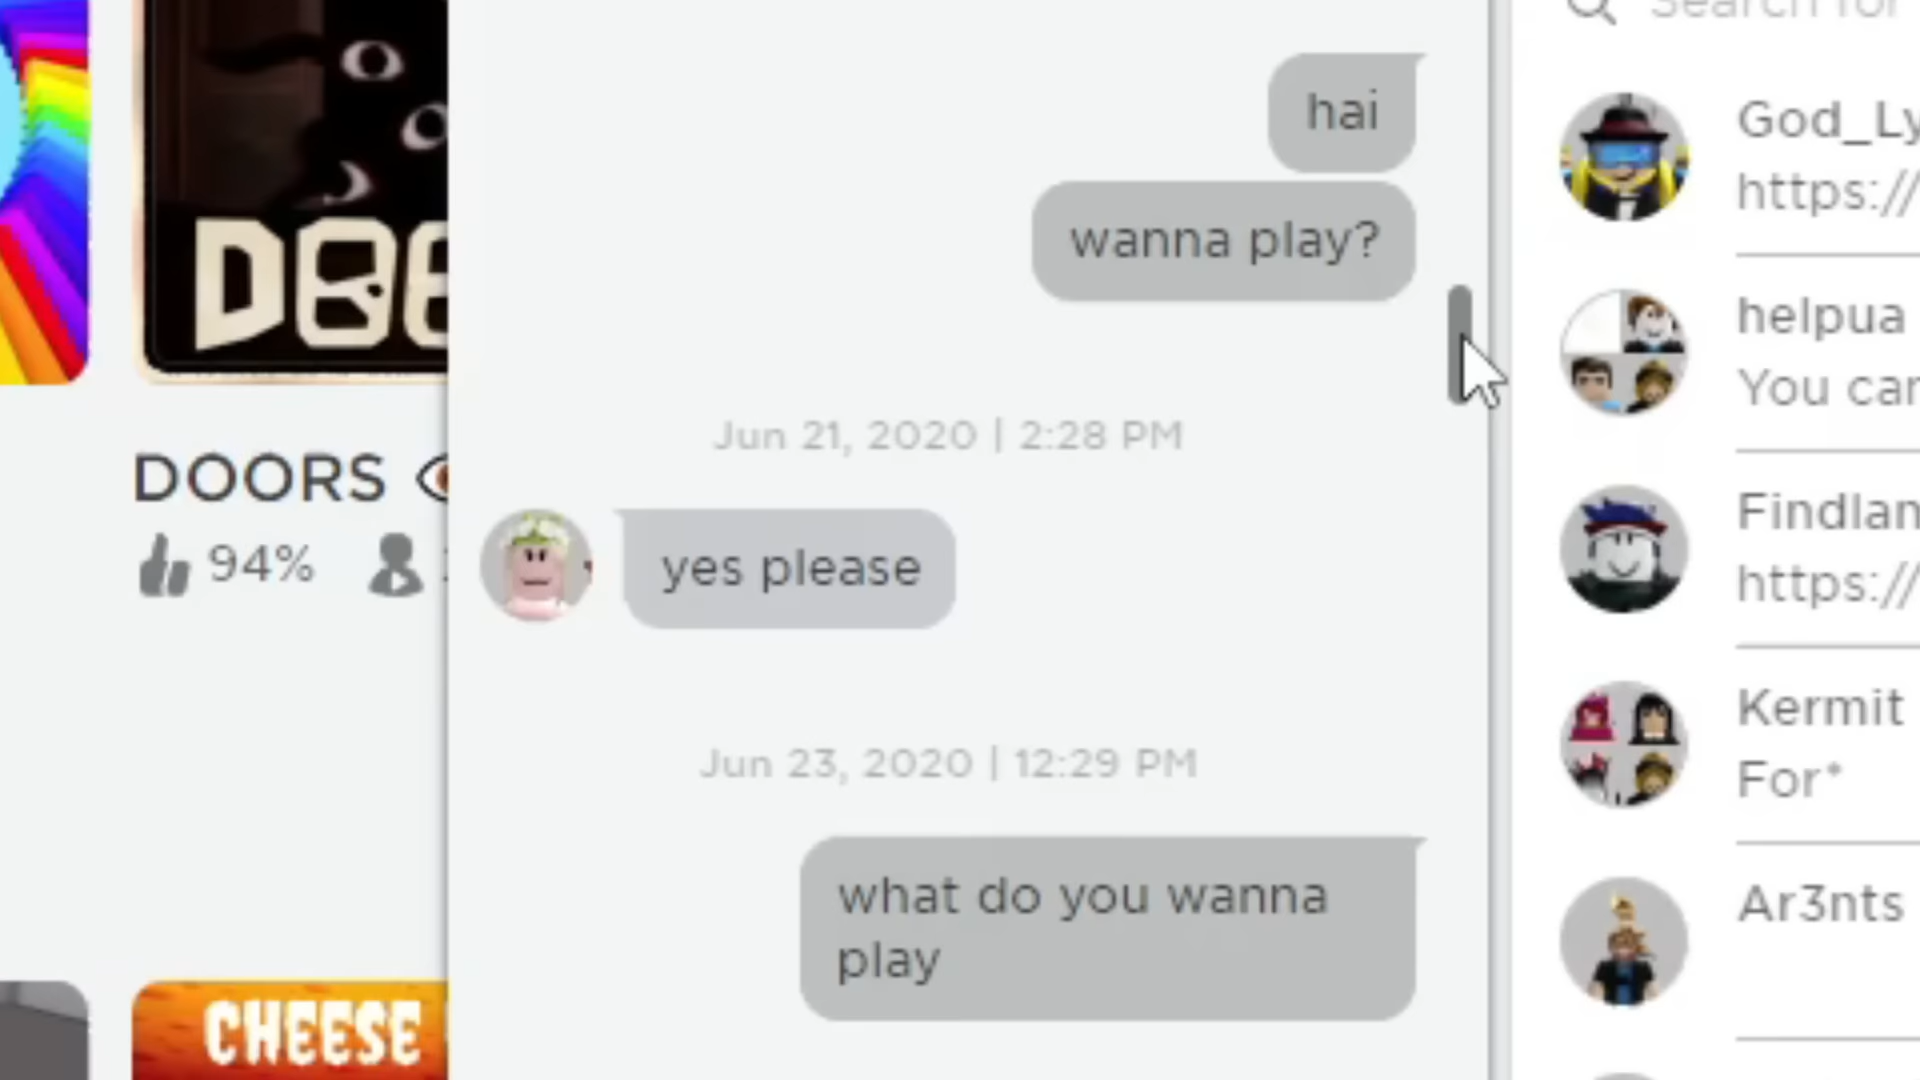 DOORS
94%
CHEESE
hai
wanna play?
Jun 21, 2020 | 2:28 PM
yes please
Jun 23, 2020 | 12:29 PM
what do you wanna
play
Search for
God_Ly
https://
helpua
You can
Findlan
https://
Kermit
For*
Ar3nts